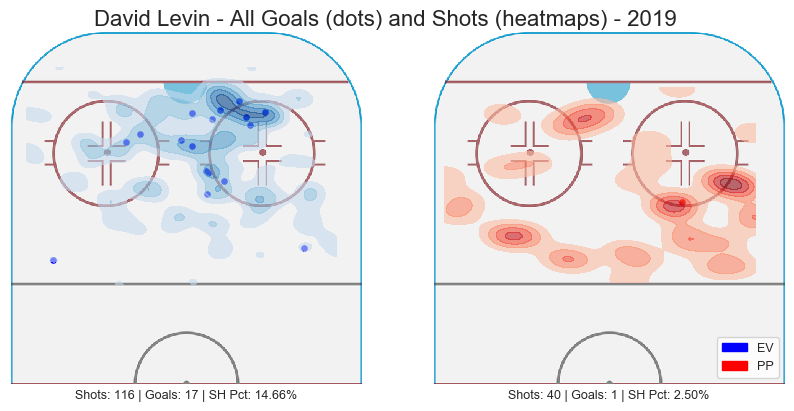 David Levin - All Goals (dots) and Shots (heatmaps) - 2019
EV
PP
Shots: 116 | Goals: 17 | SH Pct: 14.66%
Shots: 40 | Goals: 1 | SH Pct: 2.50%